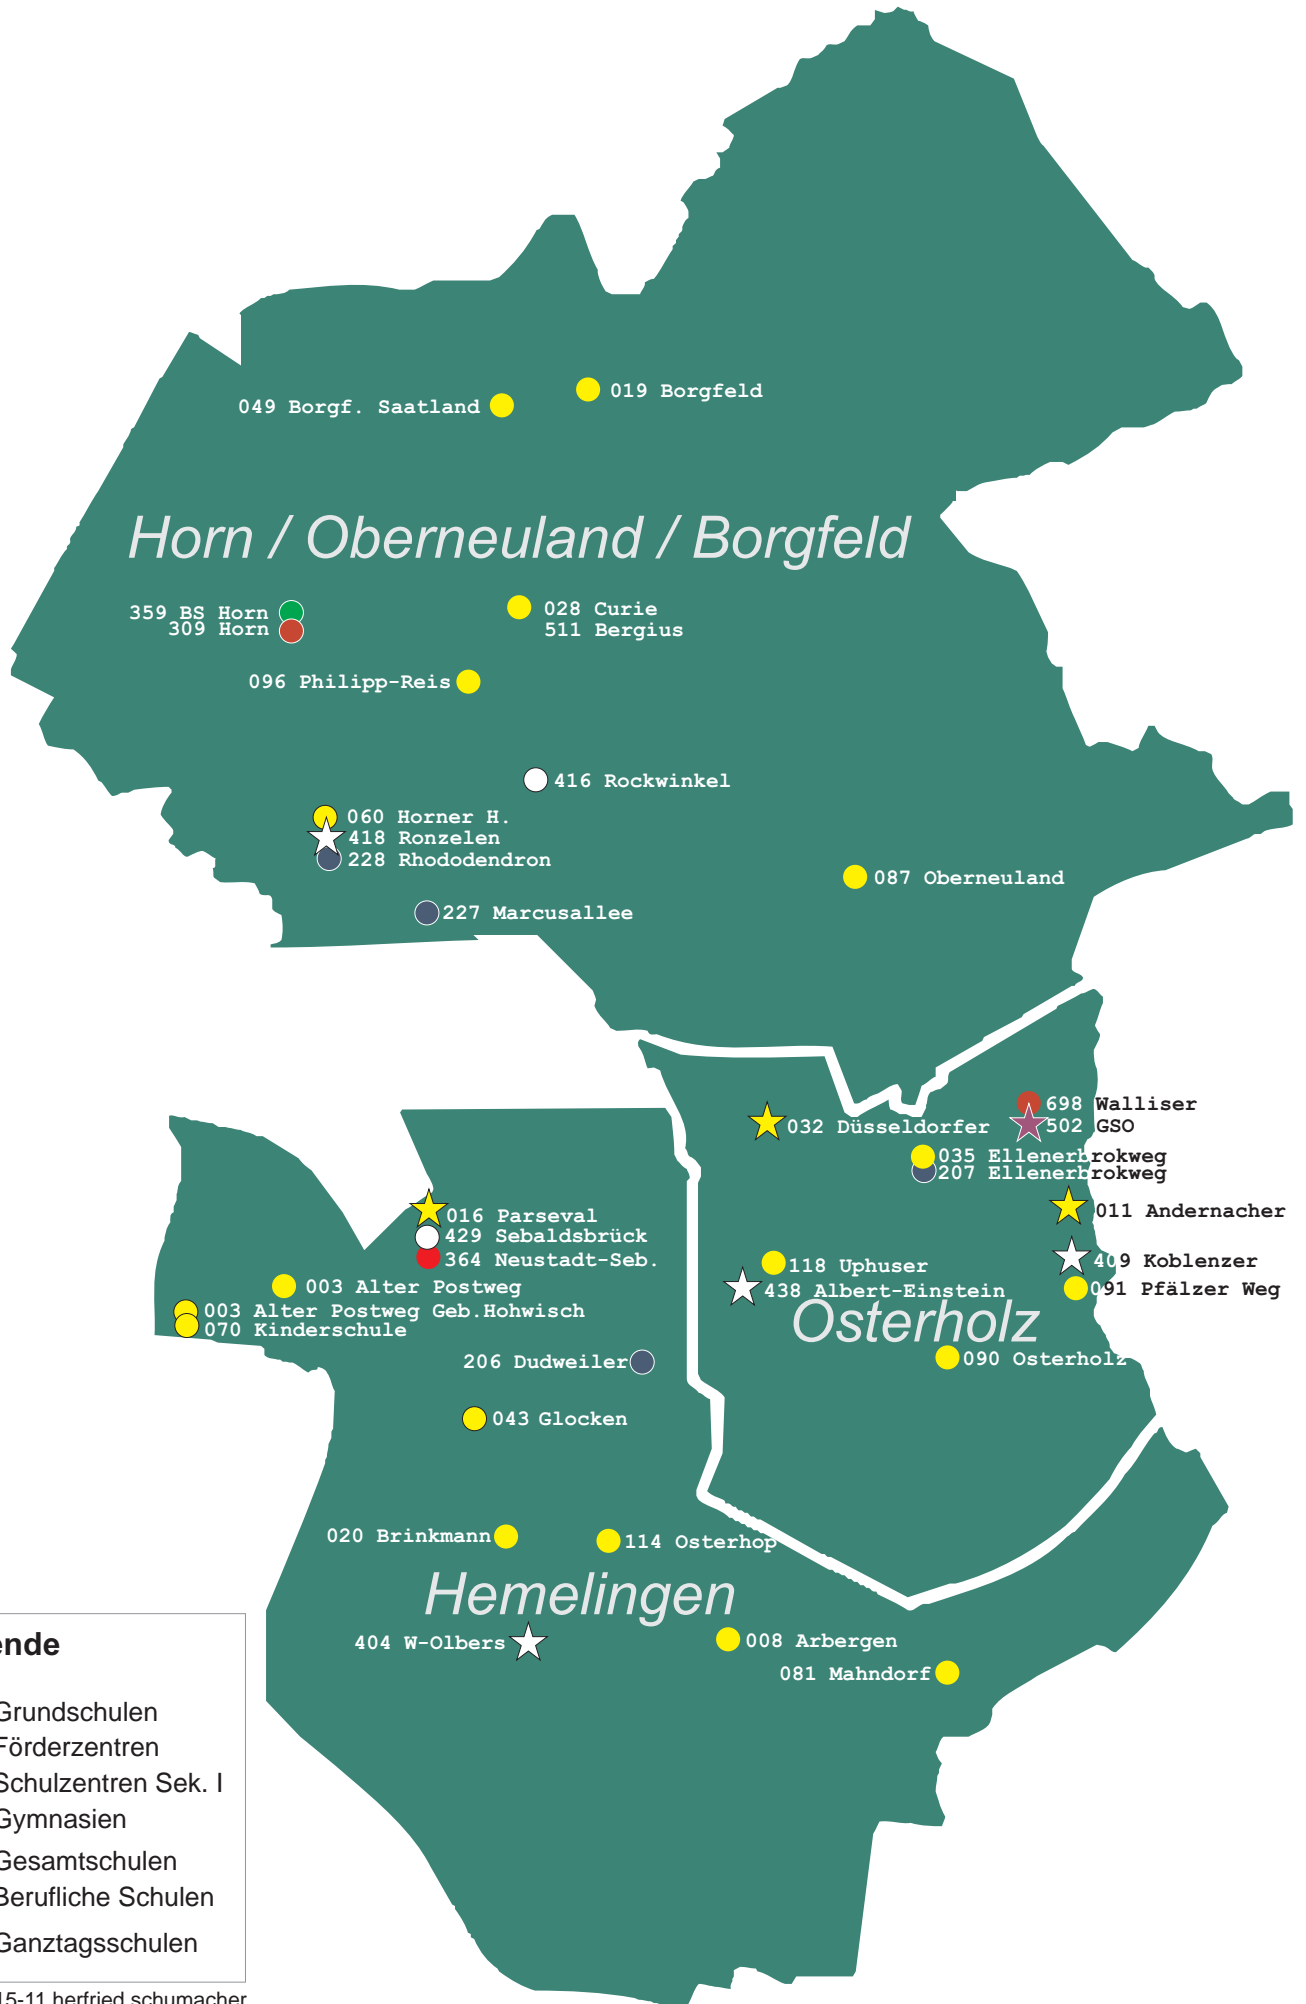 019 Borgfeld
049 Borgf. Saatland
Horn / Oberneuland / Borgfeld
359 BS Horn
309 Horn
028 Curie
511 Bergius
096 Philipp-Reis
416 Rockwinkel
060 Horner H.
418 Ronzelen
228 Rhododendron
087 Oberneuland
227 Marcusallee
698 Walliser
502 GSO
032 Düsseldorfer
035 Ellenerbrokweg
207 Ellenerbrokweg
011 Andernacher
016 Parseval
429 Sebaldsbrück
364 Neustadt-Seb.
409 Koblenzer
118 Uphuser
438 Albert-Einstein
091 Pfälzer Weg
003 Alter Postweg
003 Alter Postweg Geb.Hohwisch
070 Kinderschule
Osterholz
090 Osterholz
206 Dudweiler
043 Glocken
020 Brinkmann
114 Osterhop
Hemelingen
404 W-Olbers
008 Arbergen
081 Mahndorf
ende
Grundschulen
Förderzentren
Schulzentren Sek. I
Gymnasien
Gesamtschulen
Berufliche Schulen
Ganztagsschulen
15-11 herfried schumacher